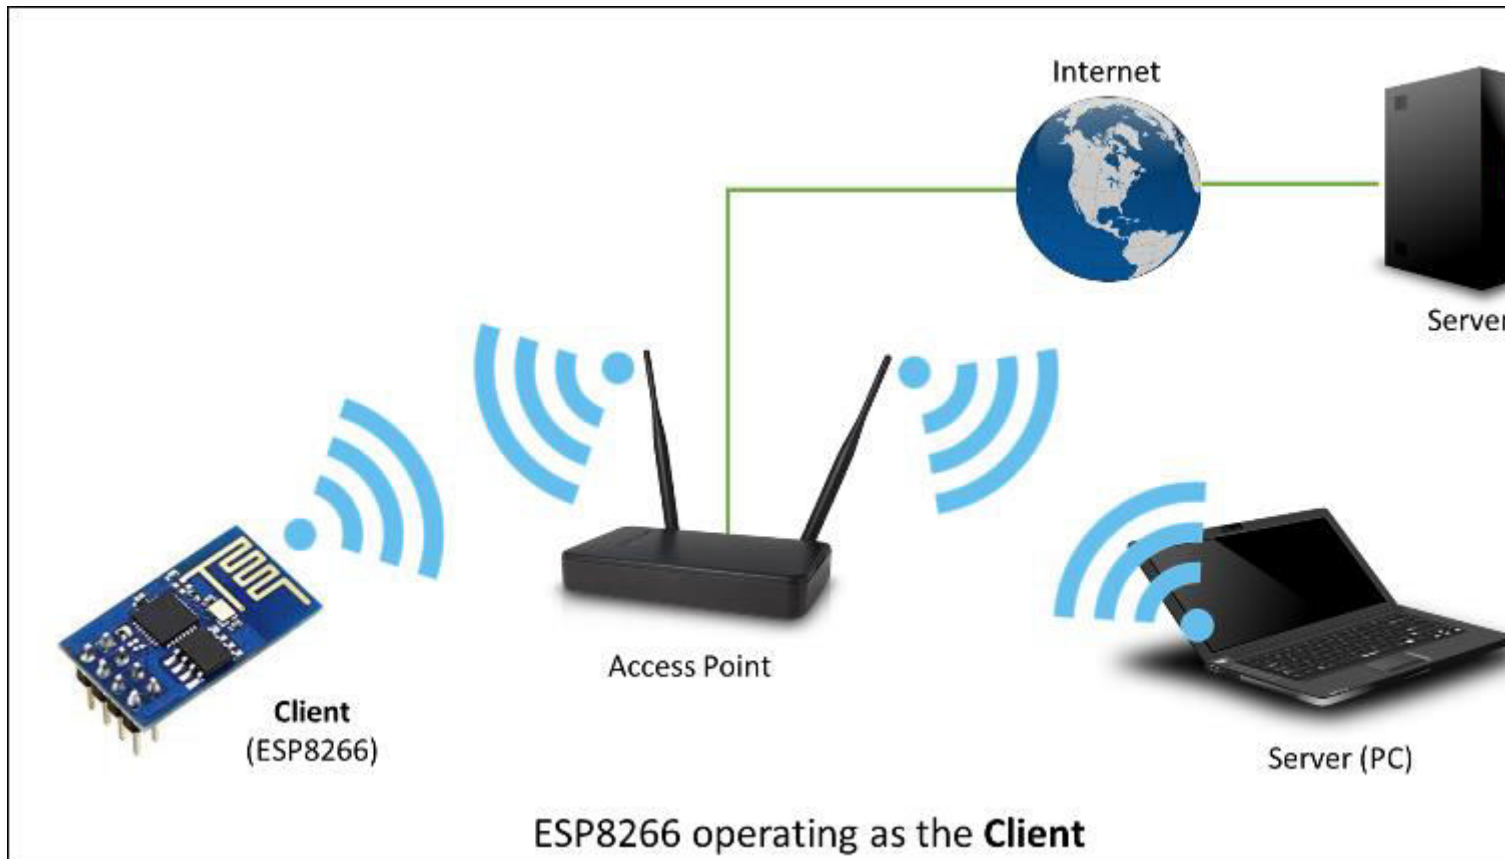 Internet
Server
Access Point
Client
(ESP8266)
Server (PC)
ESP8266 operating as the Client